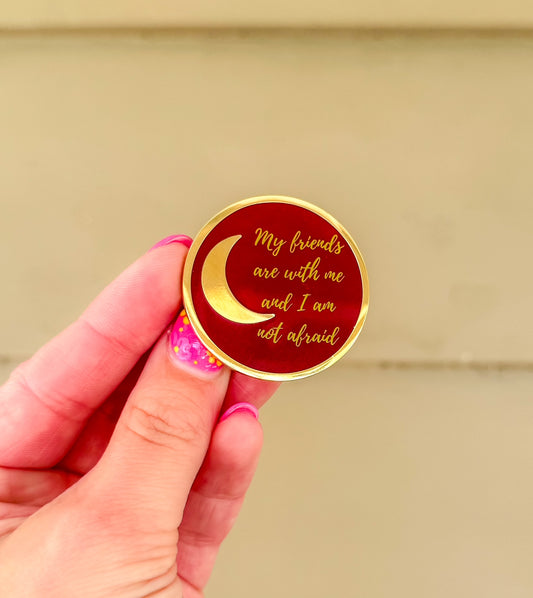 My friends
are with me
and I am
not afraid